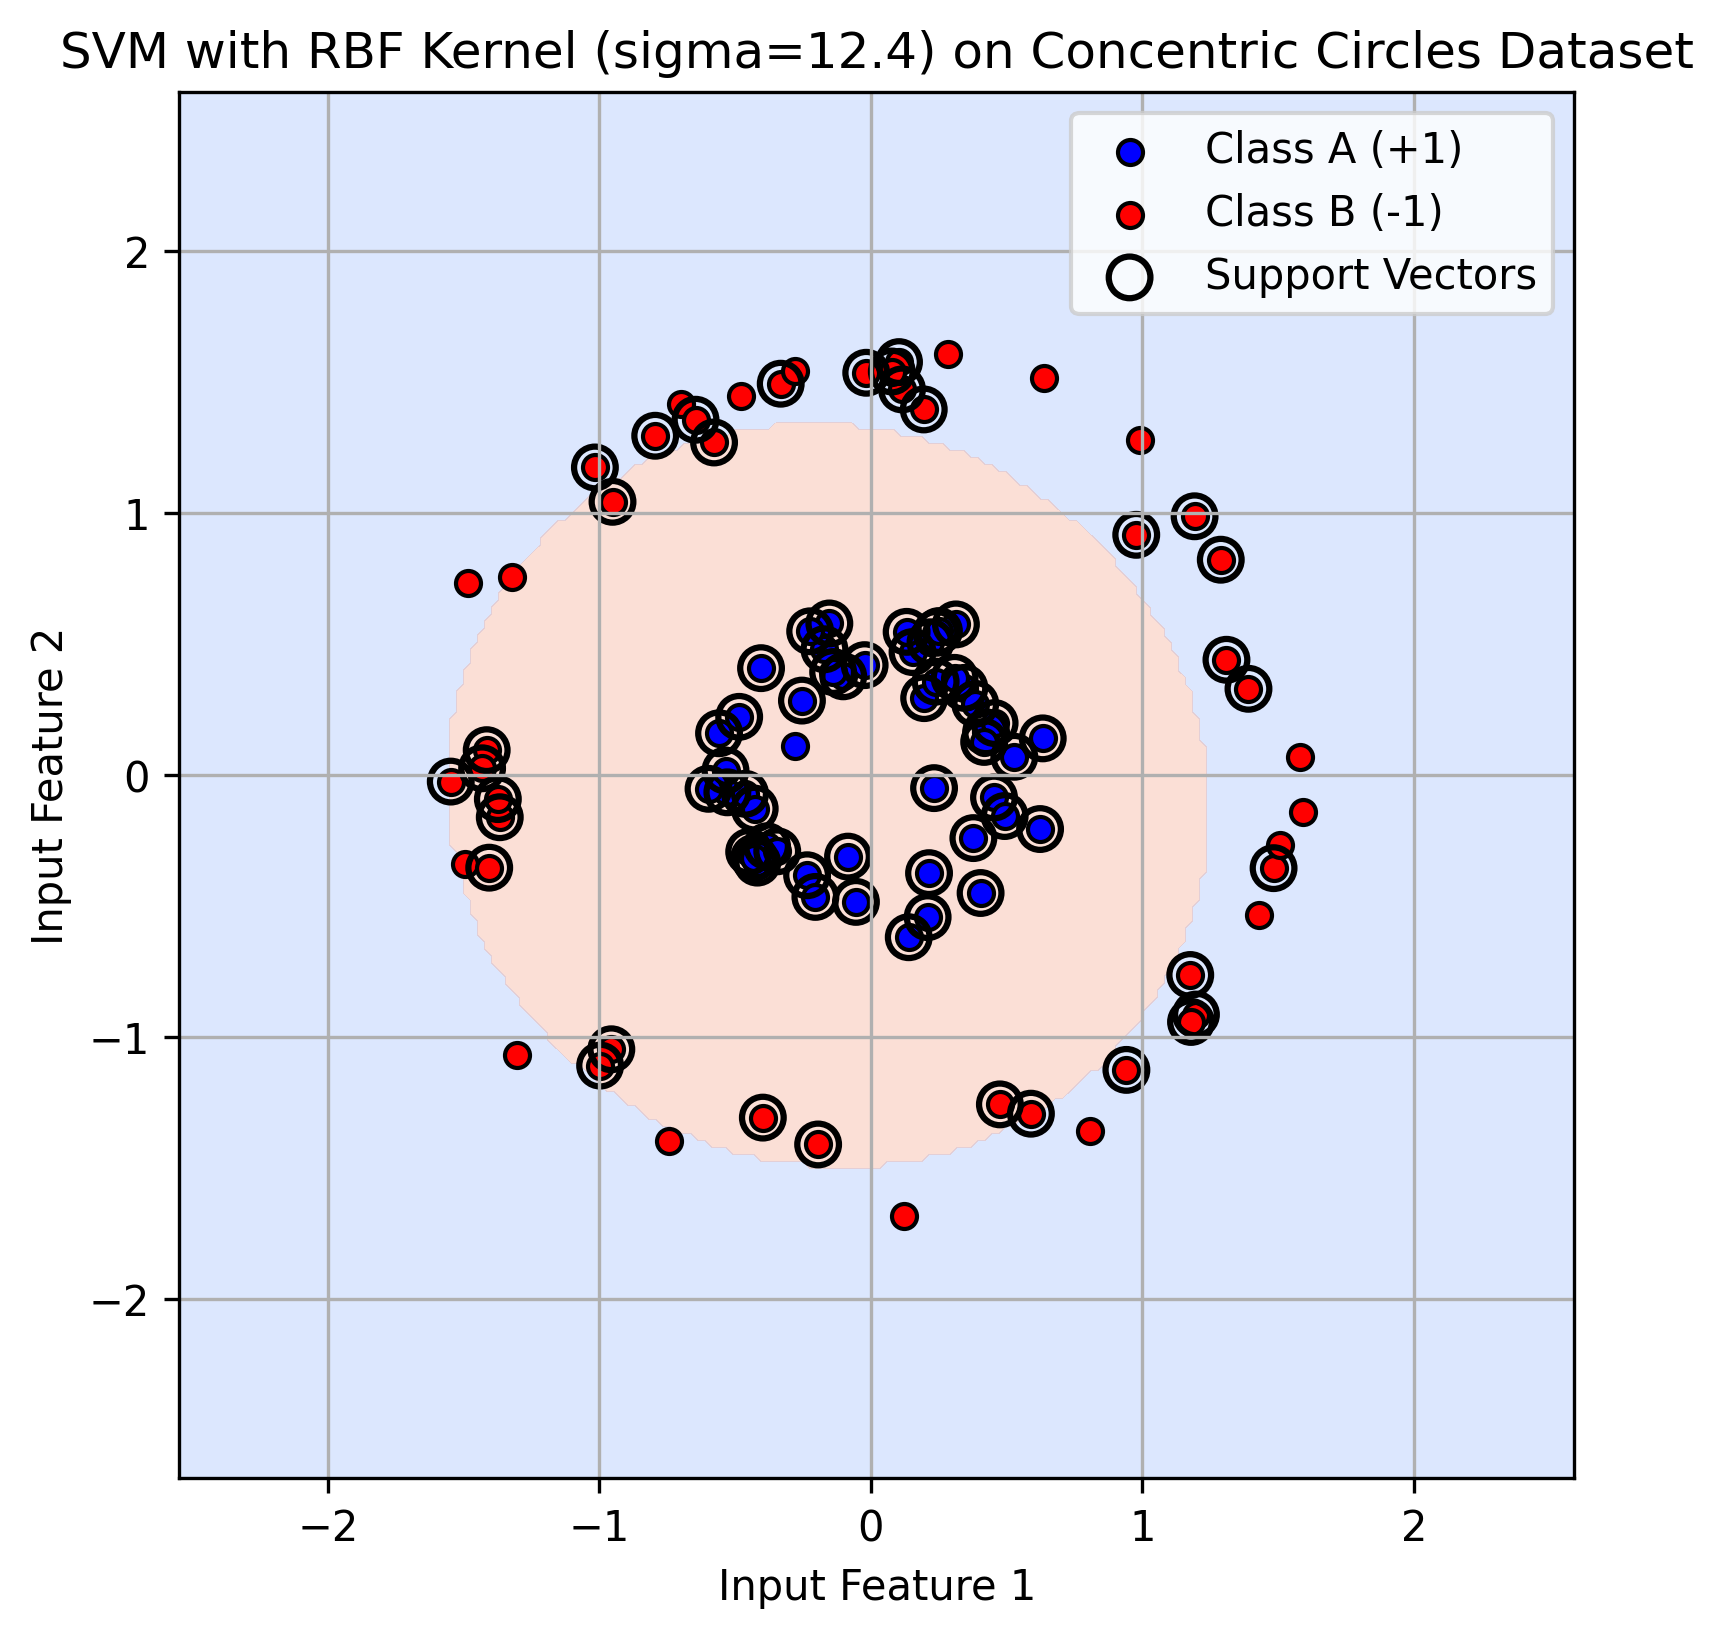 SVM with RBF Kernel (sigma=12.4) on Concentric Circles Dataset
Class A (+1)
Class B (-1)
Support Vectors
2
1
0
−1
−2
Input Feature 2
−2
−1
0
1
2
Input Feature 1